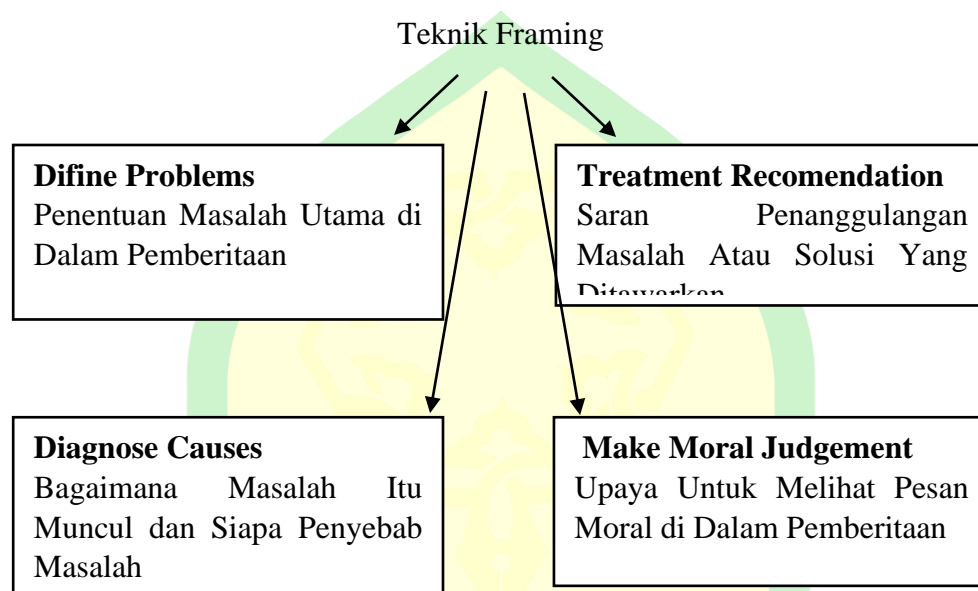 Teknik Framing
Difine Problems
Penentuan Masalah Utama di
Dalam Pemberitaan
Treatment Recomendation
Saran Penanggulangan
Masalah Atau Solusi Yang
Ditawarkan
Diagnose Causes
Bagaimana Masalah Itu
Muncul dan Siapa Penyebab
Masalah
Make Moral Judgement
Upaya Untuk Melihat Pesan
Moral di Dalam Pemberitaan